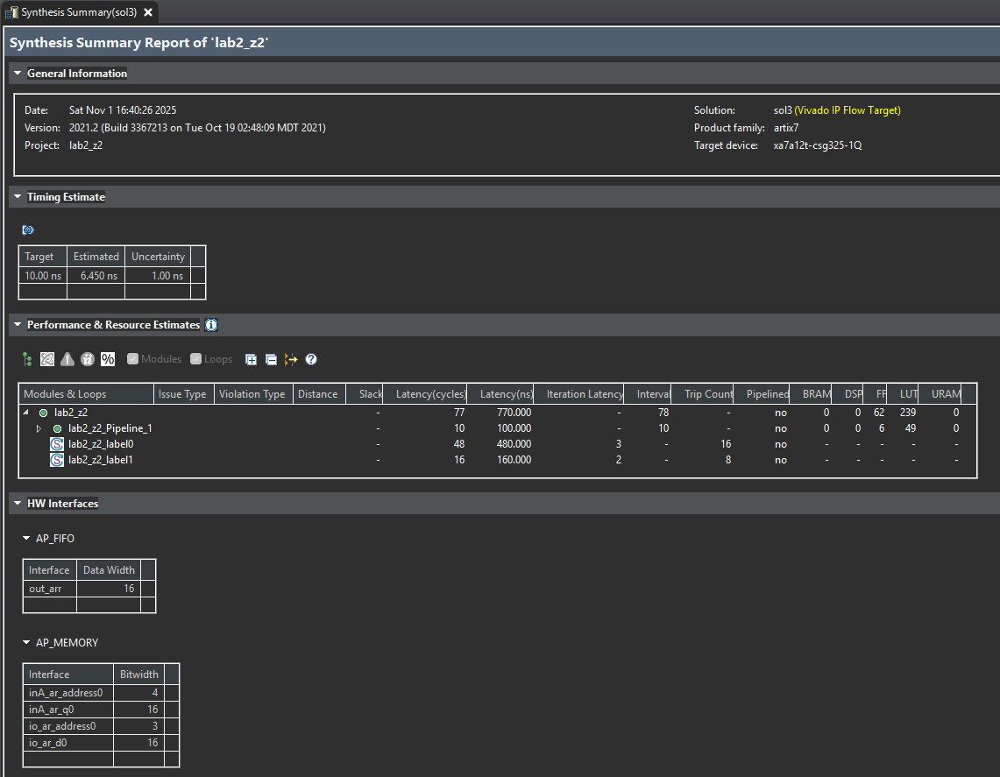 Synthesis Summary(sol3)
Synthesis Summary Report of 'lab2_z2'
General Information
Date: Sat Nov 1 16:40:26 2025
Version: 2021.2 (Build 3367213 on Tue Oct 19 02:48:09 MDT 2021)
Project: lab2_z2
Solution: sol3 (Vivado IP Flow Target)
Product family: artix7
Target device: xa7a12t-csg325-1Q
Timing Estimate
Target Estimated Uncertainty
10.00 ns 6.450 ns 1.00 ns
Performance & Resource Estimates
% Modules Loops
Modules & Loops Issue Type Violation Type Distance Slack Latency(cycles) Latency(ns) Iteration Latency Interval Trip Count Pipelined BRAM DSP FF LUT URAM
lab2_z2 - 77 770.000 - 78 - no 0 0 62 239 0
lab2_z2_Pipeline_1 - 10 100.000 - 10 - no 0 0 6 49 0
lab2_z2_label0 - 48 480.000 3 - 16 no - - - - -
lab2_z2_label1 - 16 160.000 2 - 8 no - - - - -
HW Interfaces
AP_FIFO
Interface Data Width
out_arr 16
AP_MEMORY
Interface Bitwidth
inA_ar_address0 4
inA_ar_q0 16
io_ar_address0 3
io_ar_d0 16